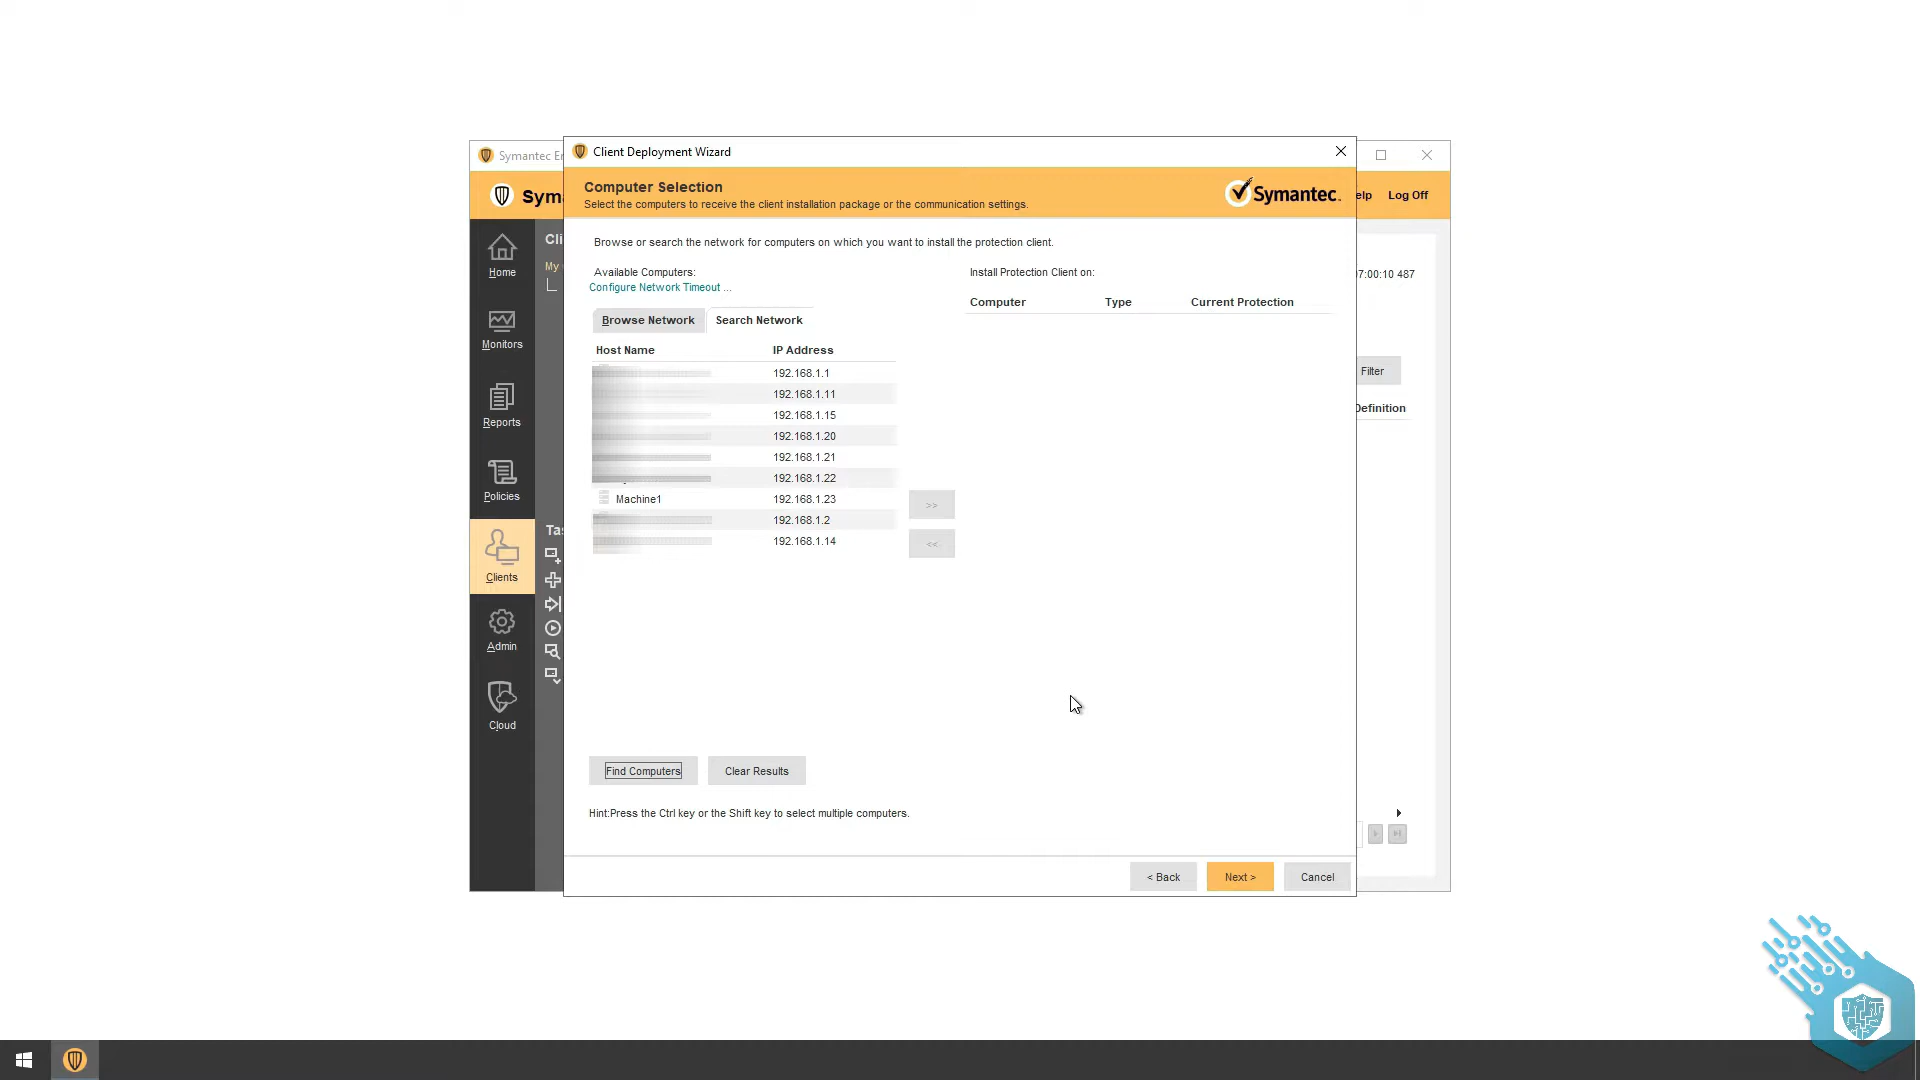 Symantec En
Client Deployment Wizard
Sym
Computer Selection
Select the computers to receive the client installation package or the communication settings.
Symantec.
elp
Log Off
Home
Monitors
Reports
Policies
Clients
Admin
Cloud
Cli
My
Tas
Browse or search the network for computers on which you want to install the protection client.
Available Computers:
Configure Network Timeout ...
Browse Network
Search Network
Host Name
IP Address
192.168.1.1
192.168.1.11
192.168.1.15
192.168.1.20
192.168.1.21
192.168.1.22
Machine1
192.168.1.23
192.168.1.2
192.168.1.14
>>
<<
Install Protection Client on:
Computer
Type
Current Protection
7:00:10 487
Filter
Definition
Find Computers
Clear Results
Hint:Press the Ctrl key or the Shift key to select multiple computers.
< Back
Next >
Cancel